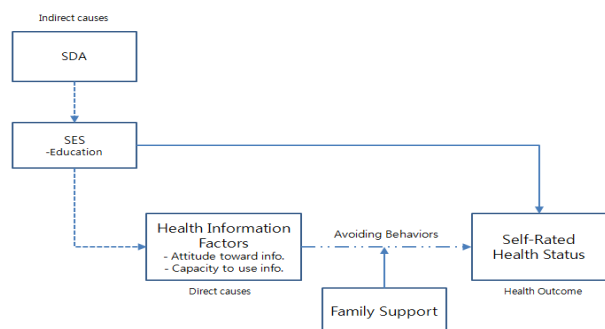 Indirect causes
SDA
SES
-Education
Health Information
Factors
- Attitude toward info.
- Capacity to use info.
Direct causes
Avoiding Behaviors
Self-Rated
Health Status
Health Outcome
Family Support